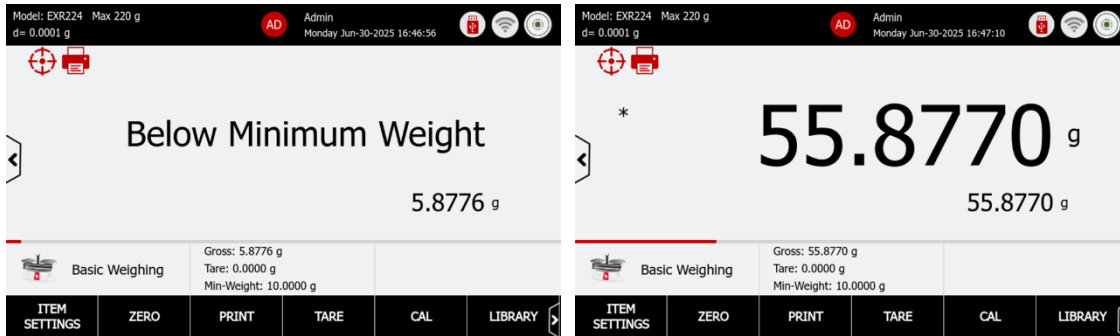 Model: EXR224 Max 220 g
d= 0.0001 g
AD
Admin
Monday Jun-30-2025 16:46:56
Below Minimum Weight
5.8776 g
Basic Weighing
Gross: 5.8776 g
Tare: 0.0000 g
Min-Weight: 10.0000 g
ITEM
SETTINGS
ZERO
PRINT
TARE
CAL
LIBRARY
Model: EXR224 Max 220 g
d= 0.0001 g
AD
Admin
Monday Jun-30-2025 16:47:10
*
55.8770 g
55.8770 g
Basic Weighing
Gross: 55.8770 g
Tare: 0.0000 g
Min-Weight: 10.0000 g
ITEM
SETTINGS
ZERO
PRINT
TARE
CAL
LIBRARY